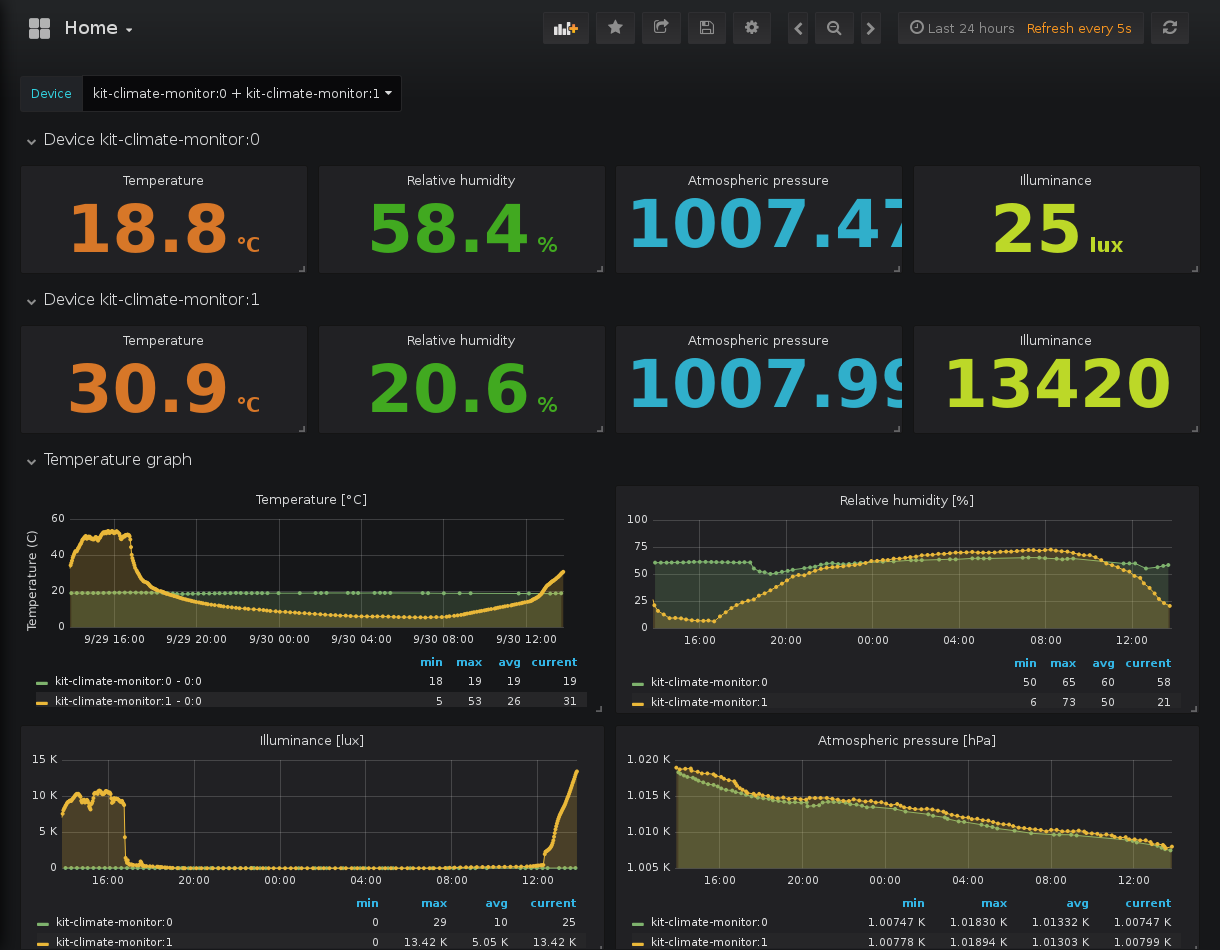 Home
Last 24 hours Refresh every 5s
Device kit-climate-monitor:0 + kit-climate-monitor:1
Device kit-climate-monitor:0
Temperature Relative humidity Atmospheric pressure Illuminance
18.8 °C 58.4 % 1007.47 25 lux
Device kit-climate-monitor:1
Temperature Relative humidity Atmospheric pressure Illuminance
30.9 °C 20.6 % 1007.99 13420
Temperature graph
Temperature [°C]
Temperature (C)
60
40
20
0
9/29 16:00 9/29 20:00 9/30 00:00 9/30 04:00 9/30 08:00 9/30 12:00
min max avg current
kit-climate-monitor:0 - 0:0 18 19 19 19
kit-climate-monitor:1 - 0:0 5 53 26 31
Relative humidity [%]
100
75
50
25
0
16:00 20:00 00:00 04:00 08:00 12:00
min max avg current
kit-climate-monitor:0 50 65 60 58
kit-climate-monitor:1 6 73 50 21
Illuminance [lux]
15 K
10 K
5 K
0
16:00 20:00 00:00 04:00 08:00 12:00
min max avg current
kit-climate-monitor:0 0 29 10 25
kit-climate-monitor:1 0 13.42 K 5.05 K 13.42 K
Atmospheric pressure [hPa]
1.020 K
1.015 K
1.010 K
1.005 K
16:00 20:00 00:00 04:00 08:00 12:00
min max avg current
kit-climate-monitor:0 1.00747 K 1.01830 K 1.01332 K 1.00747 K
kit-climate-monitor:1 1.00778 K 1.01894 K 1.01303 K 1.00799 K